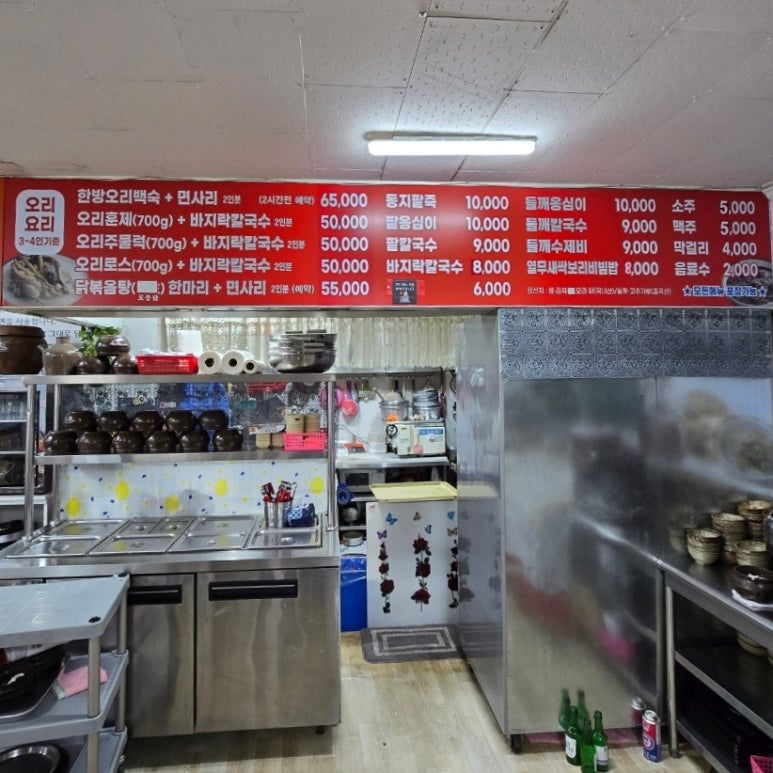 오리
요리
3~4인기준
한방오리백숙 + 면사리 2인분 (2시간전 예약) 65,000
오리훈제(700g) + 바지락칼국수 2인분 50,000
오리주물럭(700g) + 바지락칼국수 2인분 50,000
오리로스(700g) + 바지락칼국수 2인분 50,000
닭볶음탕( ) 한마리 + 면사리 2인분 (예약) 55,000
토종닭
동지팥죽 10,000
팥옹심이 10,000
팥칼국수 9,000
바지락칼국수 8,000
6,000
들깨옹심이 10,000
들깨칼국수 9,000
들깨수제비 9,000
열무새싹보리비빔밥 8,000
소주 5,000
맥주 5,000
막걸리 4,000
음료수 2,000
☆모든메뉴 포장가능☆